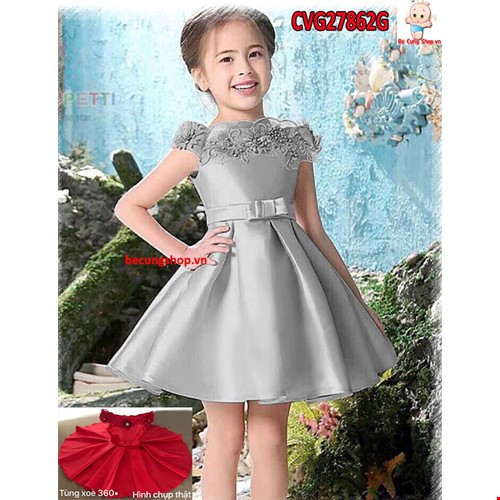 CVG27862G
Bé Cưng Shop.vn
PETTI
becungshop.vn
Tùng xoè 360•
Hình chụp thật